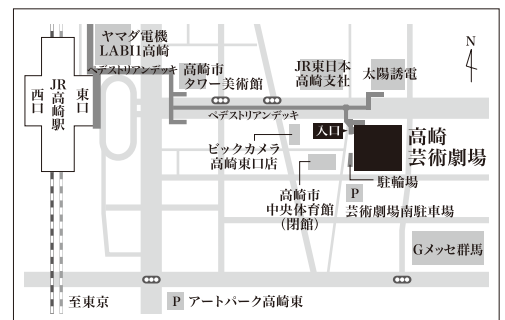 ヤマダ電機
LABI1高崎
ペデストリアンデッキ
高崎市
タワー美術館
JR東日本
高崎支社
太陽誘電
N
西口
JR高崎駅
東口
ペデストリアンデッキ
入口
高崎
芸術劇場
ビックカメラ
高崎東口店
駐輪場
高崎市
中央体育館
(閉館)
P
芸術劇場南駐車場
Gメッセ群馬
至東京
P アートパーク高崎東